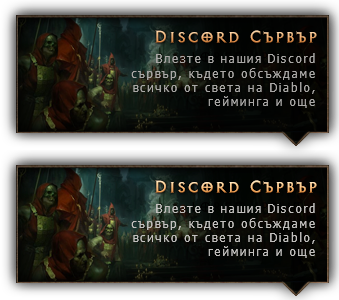 Discord Сървър
Влезте в нашия Discord
сървър, където обсъждаме
всичко от света на Diablo,
гейминга и още
Discord Сървър
Влезте в нашия Discord
сървър, където обсъждаме
всичко от света на Diablo,
гейминга и още